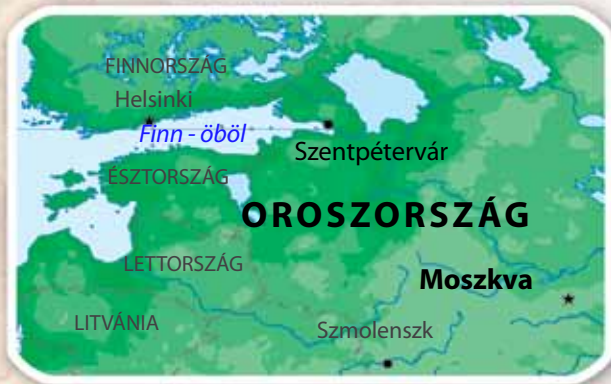 FINNORSZÁG
Helsinki
Finn - öböl
Szentpétervár
ÉSZTORSZÁG
OROSZORSZÁG
LETTORSZÁG
Moszkva
LITVÁNIA
Szmolenszk